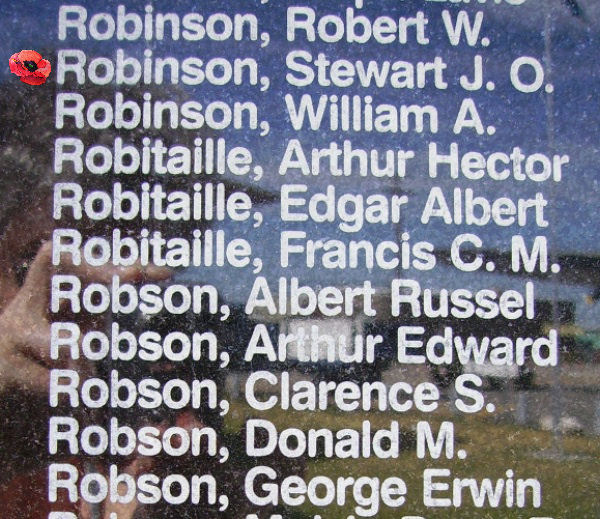 Robinson, Robert W.
Robinson, Stewart J. O.
Robinson, William A.
Robitaille, Arthur Hector
Robitaille, Edgar Albert
Robitaille, Francis C. M.
Robson, Albert Russel
Robson, Arthur Edward
Robson, Clarence S.
Robson, Donald M.
Robson, George Erwin